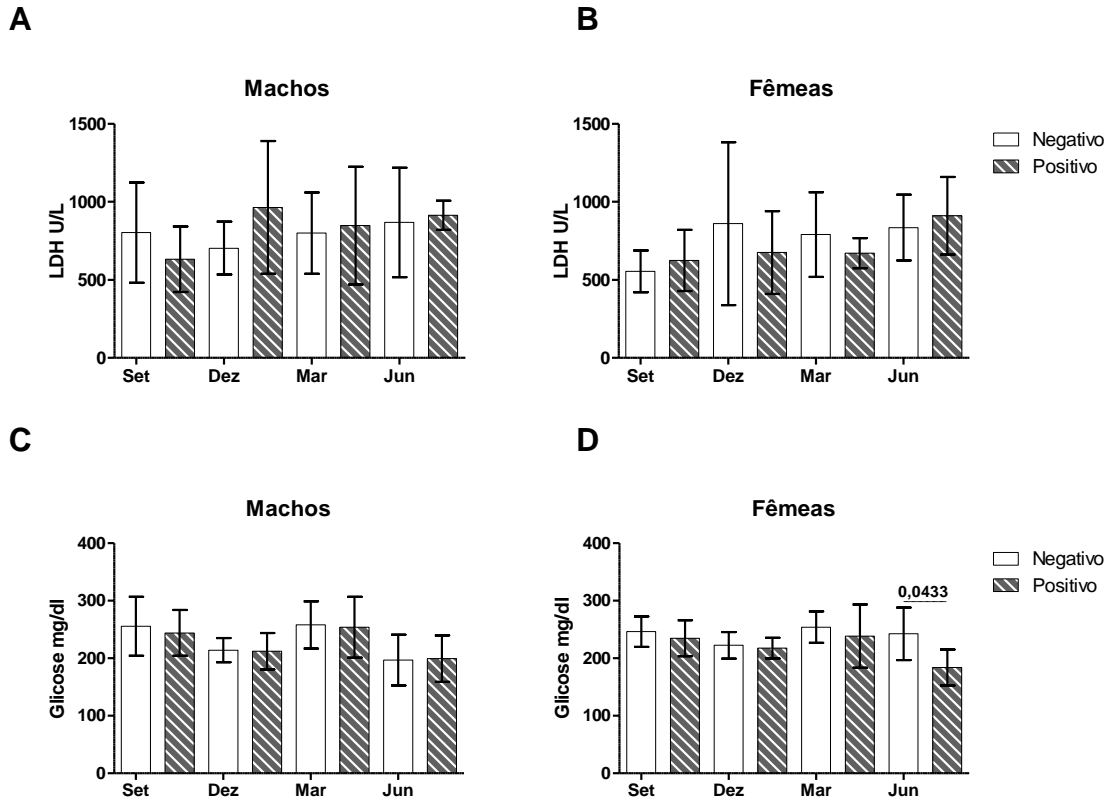 A
B
Machos
Fêmeas
1500
1000
500
0
LDH U/L
Set Dez Mar Jun
1500
1000
500
0
LDH U/L
Set Dez Mar Jun
Negativo
Positivo
C
D
Machos
Fêmeas
400
300
200
100
0
Glicose mg/dl
Set Dez Mar Jun
400
300
200
100
0
Glicose mg/dl
0,0433
Set Dez Mar Jun
Negativo
Positivo